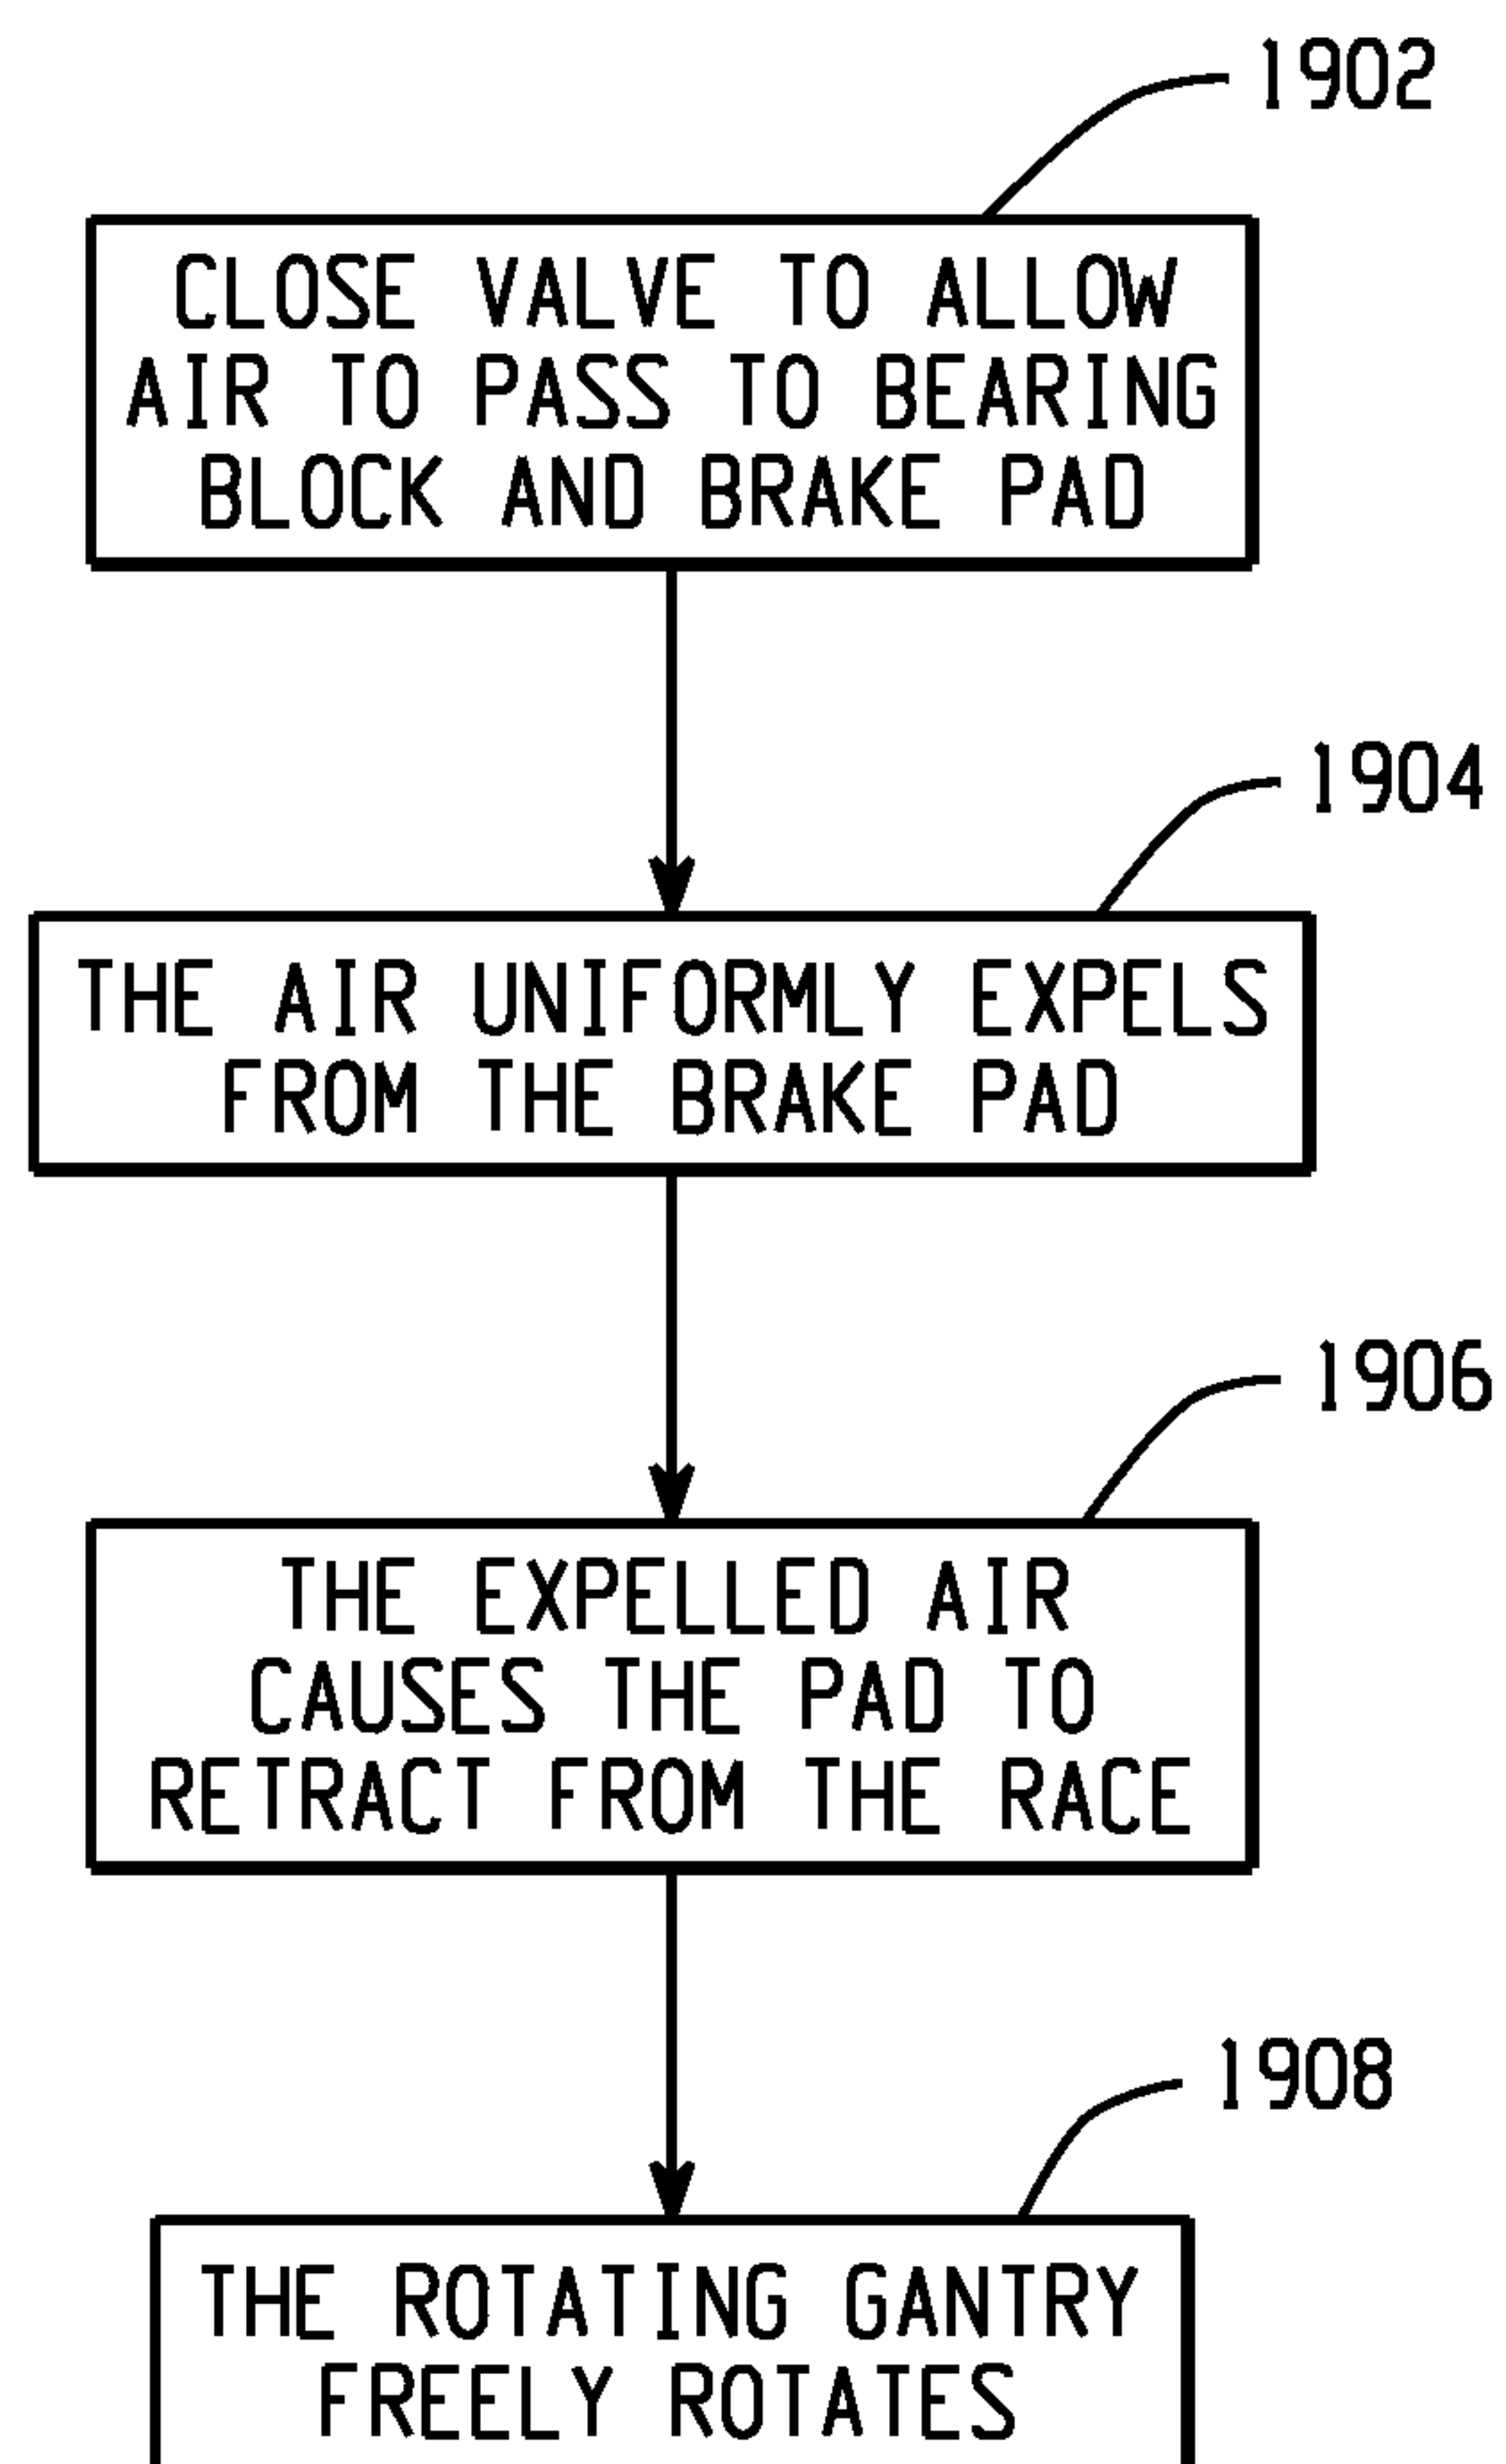 1902
CLOSE VALVE TO ALLOW
AIR TO PASS TO BEARING
BLOCK AND BRAKE PAD
1904
THE AIR UNIFORMLY EXPELS
FROM THE BRAKE PAD
1906
THE EXPELLED AIR
CAUSES THE PAD TO
RETRACT FROM THE RACE
1908
THE ROTATING GANTRY
FREELY ROTATES